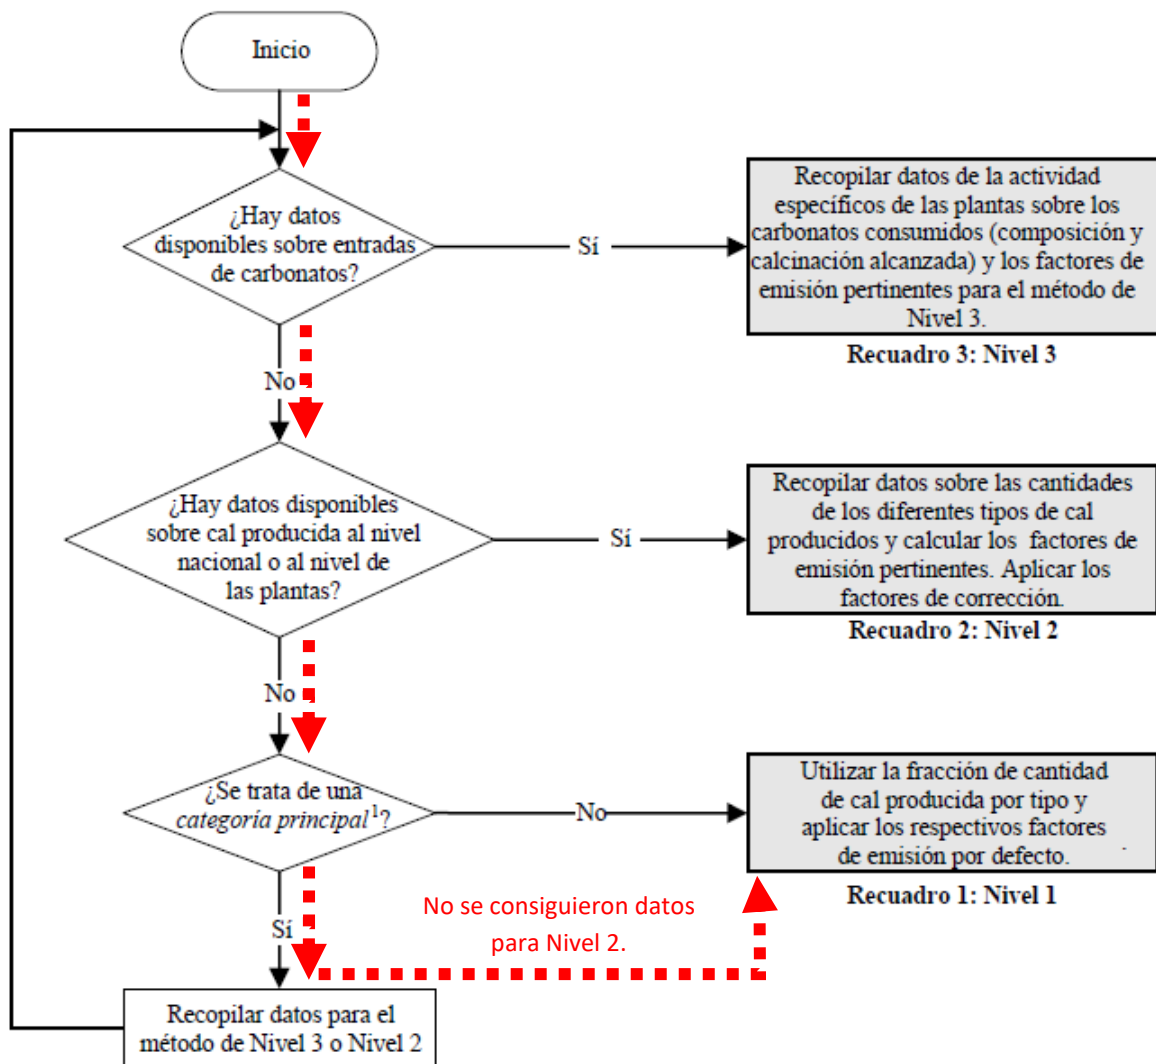 Inicio
¿Hay datos
disponibles sobre entradas
de carbonatos?
Sí
Recopilar datos de la actividad
específicos de las plantas sobre los
carbonatos consumidos (composición y
calcinación alcanzada) y los factores de
emisión pertinentes para el método de
Nivel 3.
Recuadro 3: Nivel 3
No
¿Hay datos disponibles
sobre cal producida al nivel
nacional o al nivel de
las plantas?
Sí
Recopilar datos sobre las cantidades
de los diferentes tipos de cal
producidos y calcular los factores de
emisión pertinentes. Aplicar los
factores de corrección.
Recuadro 2: Nivel 2
No
¿Se trata de una
categoría principal¹?
No
Utilizar la fracción de cantidad
de cal producida por tipo y
aplicar los respectivos factores
de emisión por defecto.
Recuadro 1: Nivel 1
Sí
No se consiguieron datos
para Nivel 2.
Recopilar datos para el
método de Nivel 3 o Nivel 2